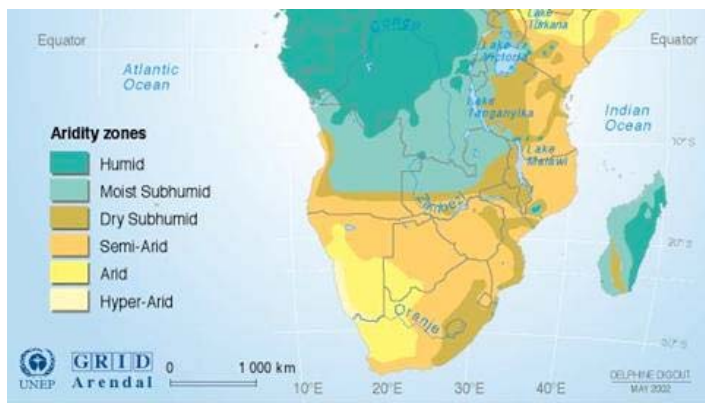 Lake
Turkana
Congo
Equator
Equator
Lake
Victoria
Atlantic
Ocean
Lake
Tanganyika
Indian
Ocean
Aridity zones
Humid
Moist Subhumid
Dry Subhumid
Semi-Arid
Arid
Hyper-Arid
10°S
Lake
Malawi
Zambezi
20°S
Oranje
UNEP
GRID
Arendal
0
1 000 km
10°E
20°E
30°E
40°E
DELPHINE DIGOUT
MAY 2002